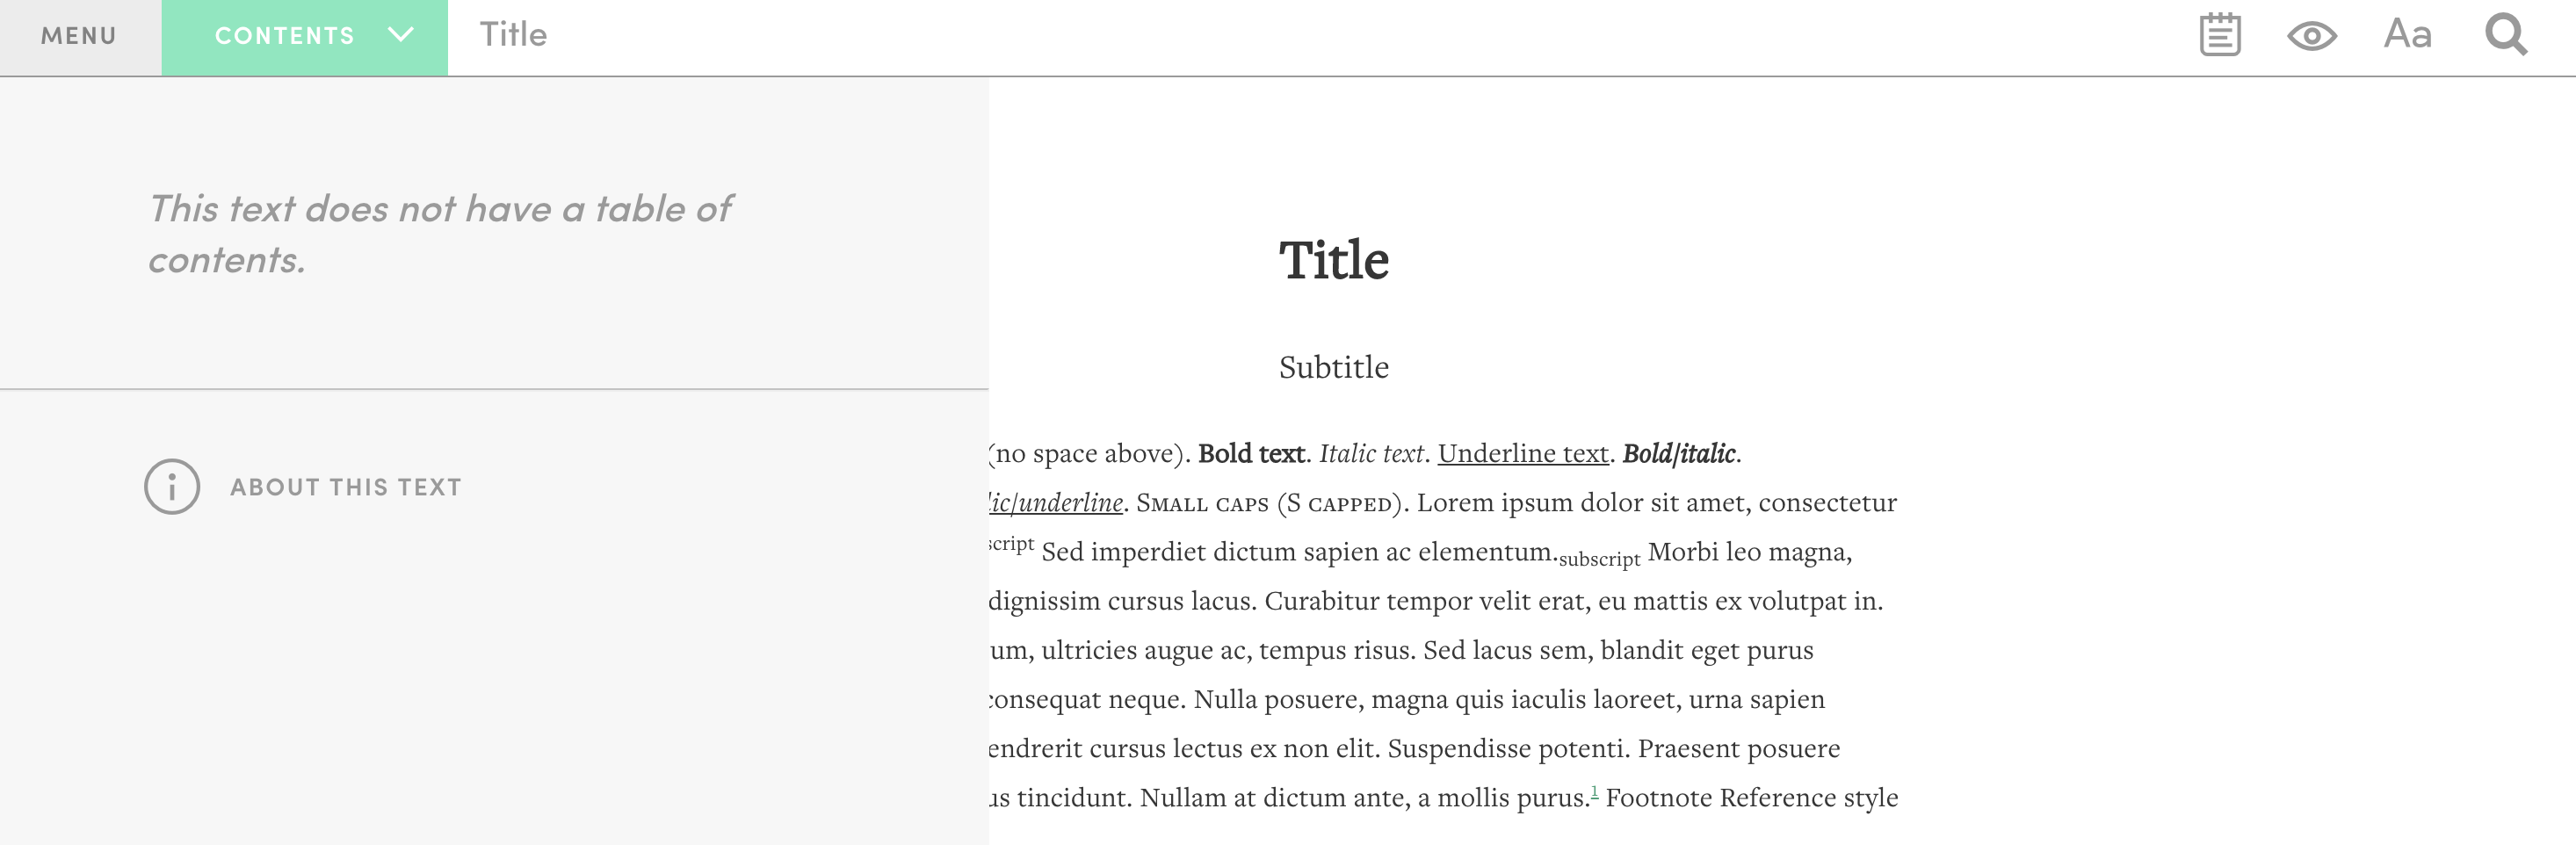 MENU
CONTENTS
Title
Aa
This text does not have a table of
contents.
ABOUT THIS TEXT
Title
Subtitle
(no space above). Bold text. Italic text. Underline text. Bold/italic.
lic/underline. Small caps (S capped). Lorem ipsum dolor sit amet, consectetur
script Sed imperdiet dictum sapien ac elementum.subscript Morbi leo magna,
dignissim cursus lacus. Curabitur tempor velit erat, eu mattis ex volutpat in.
um, ultricies augue ac, tempus risus. Sed lacus sem, blandit eget purus
consequat neque. Nulla posuere, magna quis iaculis laoreet, urna sapien
endrerit cursus lectus ex non elit. Suspendisse potenti. Praesent posuere
us tincidunt. Nullam at dictum ante, a mollis purus.1 Footnote Reference style